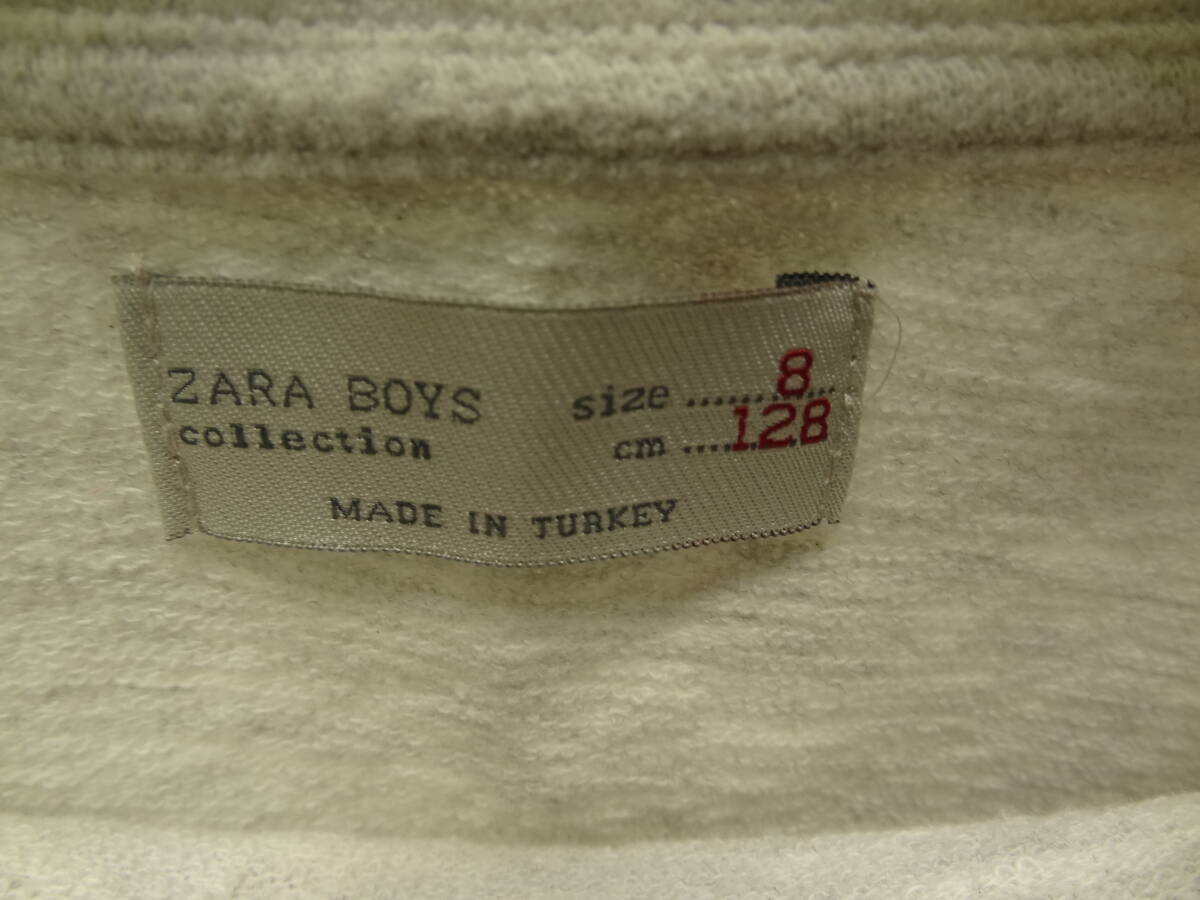 ZARA BOYS size ........8...
collection cm ....128
MADE IN TURKEY